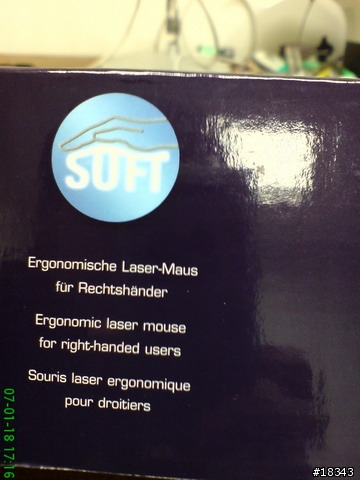 SUFT
Ergonomische Laser-Maus
für Rechtshänder
Ergonomic laser mouse
for right-handed users
Souris laser ergonomique
pour droitiers
07-01-18 17:16
#18343